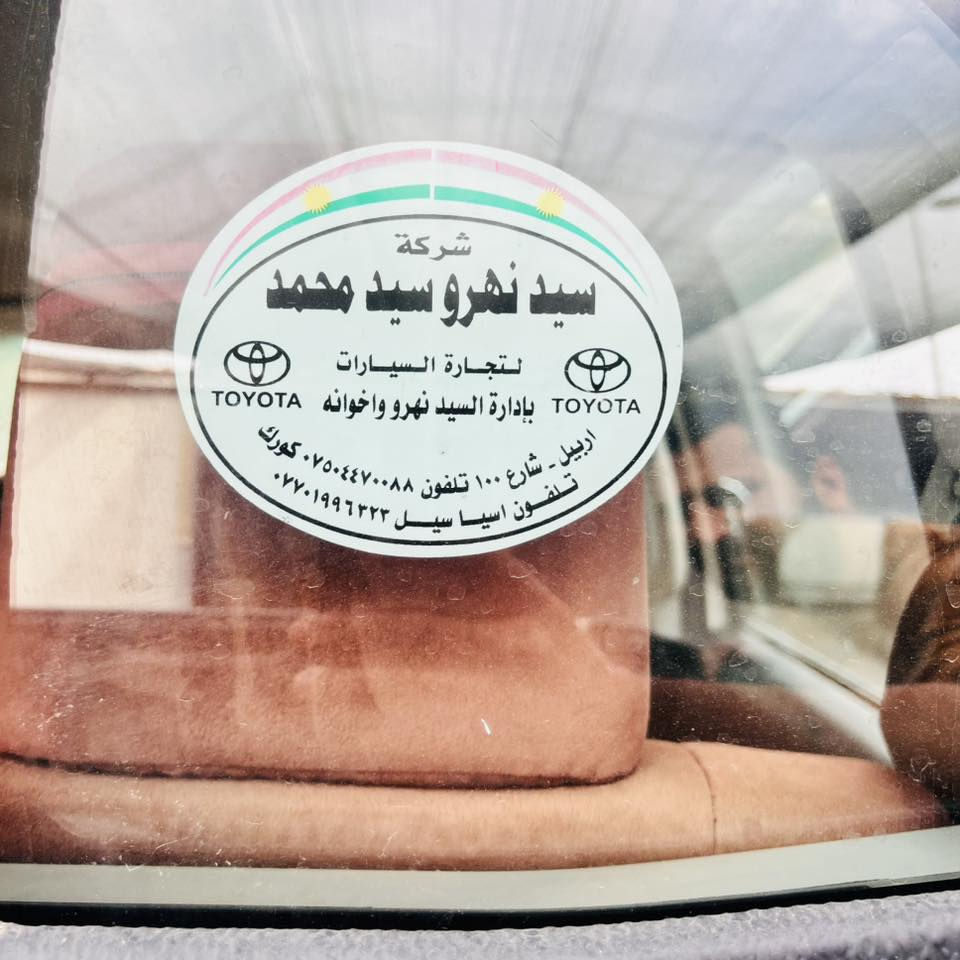 شركة
سيد نهرو سيد محمد
لتجارة السيارات
بإدارة السيد نهرو واخوانه
TOYOTA
TOYOTA
اربيل - شارع ١٠٠ تلفون ٠٧٥٠٤٤٧٠٠٨٨ كورك
تلفون اسيا سيل ٠٧٧٠١٩٩٦٣٢٣